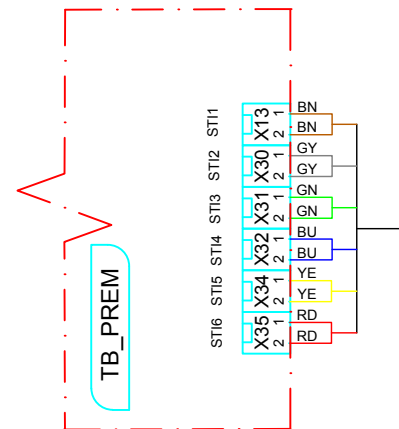 STI1 X13 1 BN
2 BN
STI2 X30 1 GY
2 GY
STI3 X31 1 GN
2 GN
STI4 X32 1 BU
2 BU
STI5 X34 1 YE
2 YE
STI6 X35 1 RD
2 RD
TB_PREM